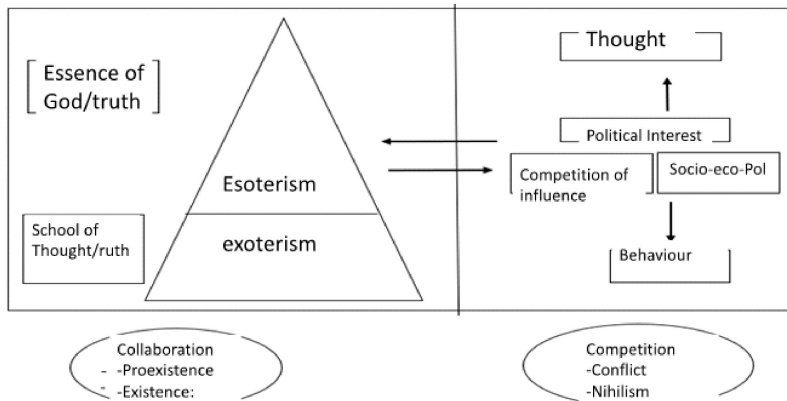 Essence of
God/truth
Esoterism
School of
Thought/ruth
exoterism
Thought
Political Interest
Competition of
influence
Socio-eco-Pol
Behaviour
Collaboration
- -Proexistence
- -Existence:
Competition
-Conflict
-Nihilism